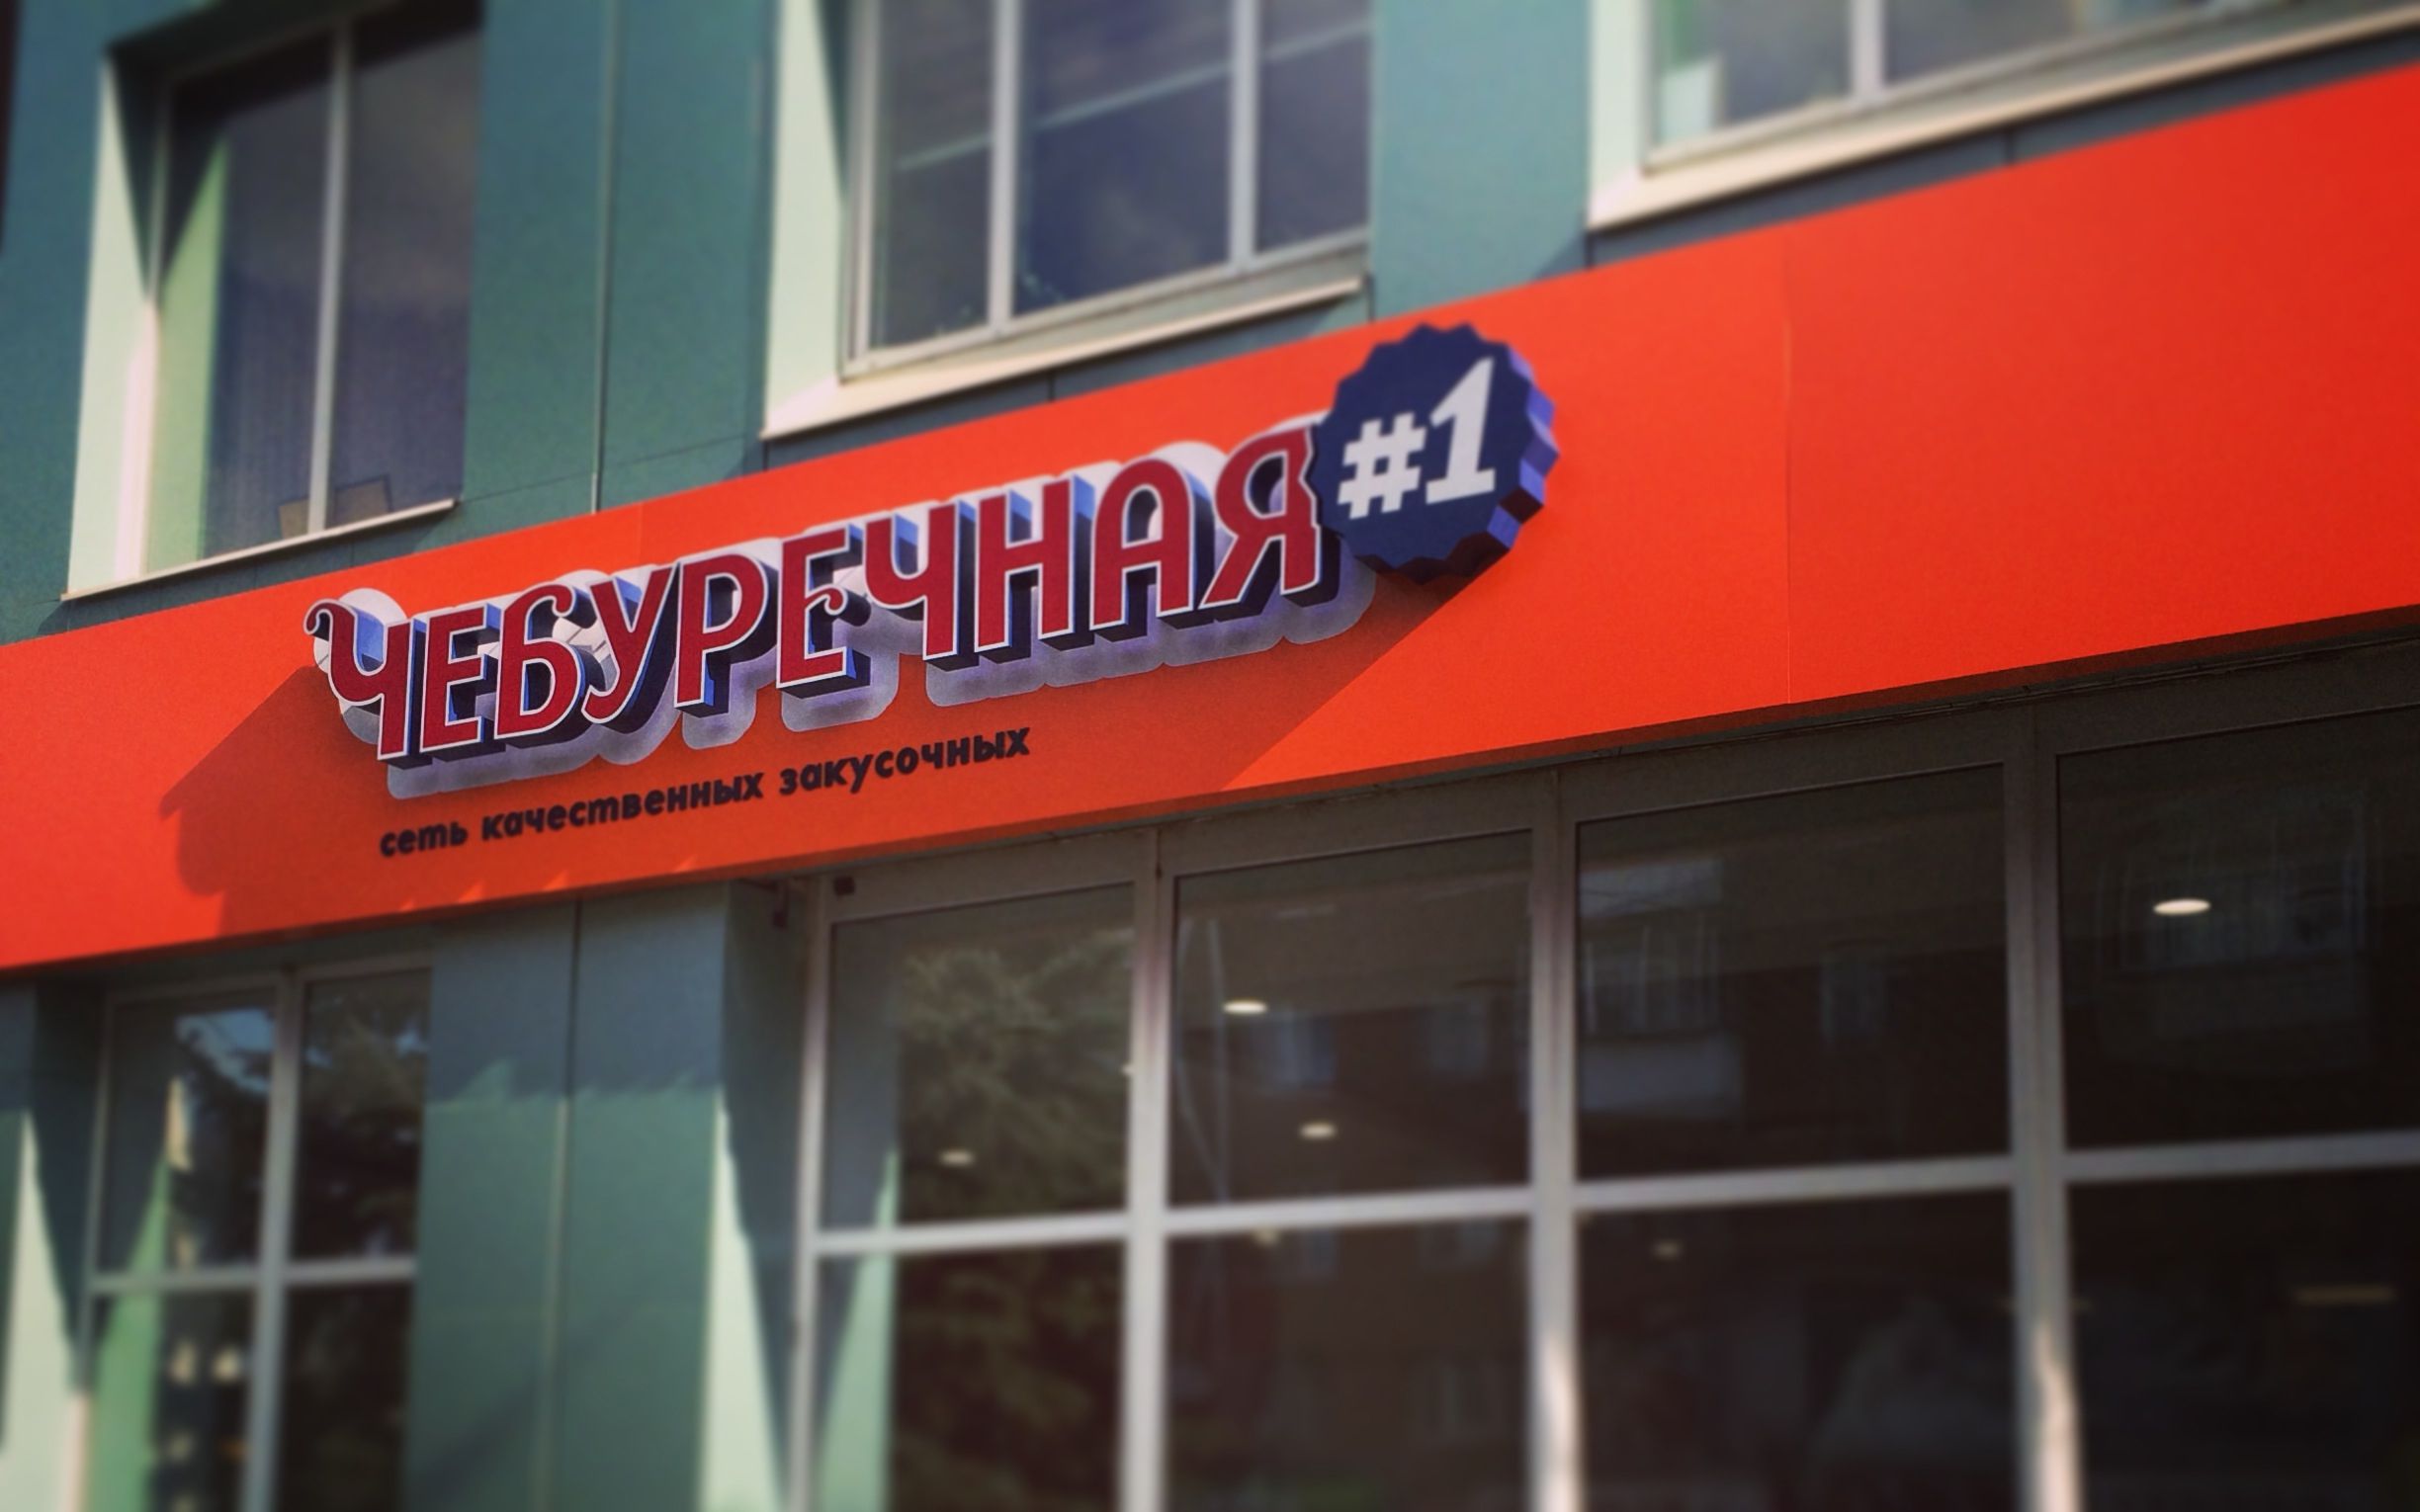 ЧЕБУРЕЧНАЯ #1
сеть качественных закусочных